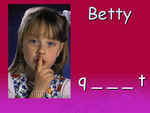 Betty
q _ _ _ t